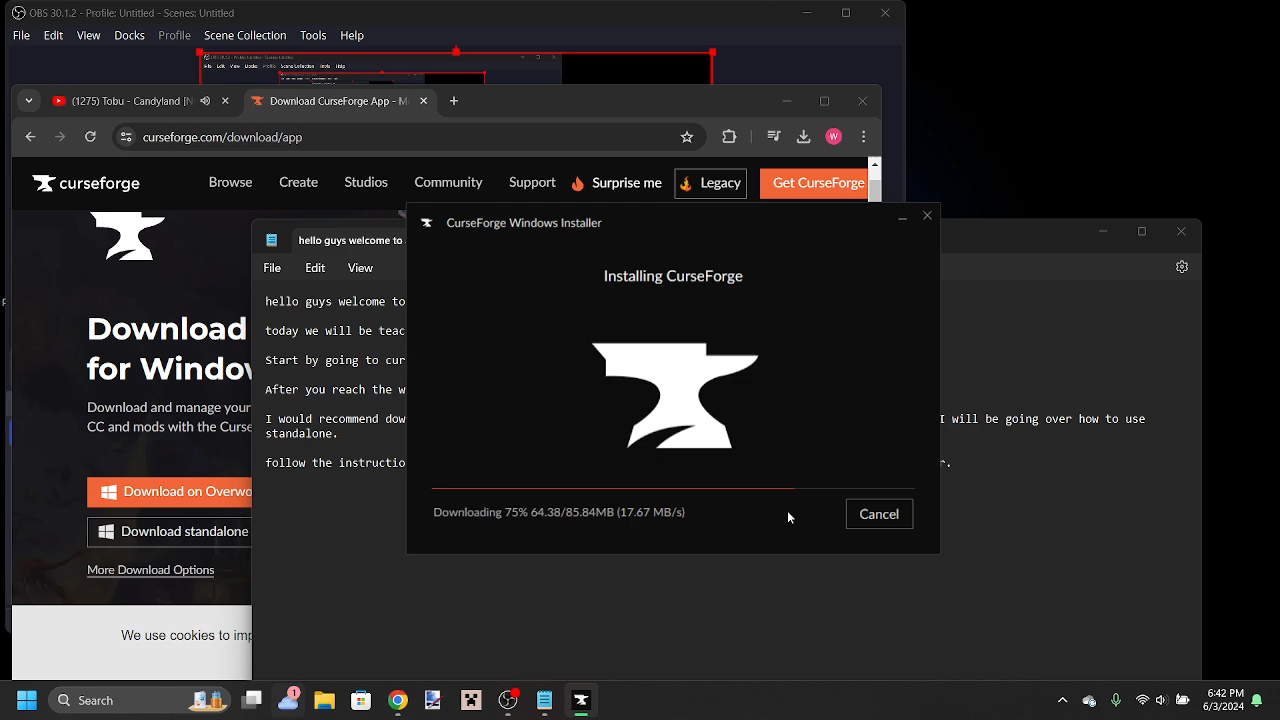 OBS 30.1.2 - Profile: Untitled - Scenes: Untitled
File Edit View Docks Profile Scene Collection Tools Help
(1275) Tobu - Candyland [N
Download CurseForge App - M
curseforge.com/download/app
W
curseforge
Browse Create Studios Community Support Surprise me Legacy Get CurseForge
CurseForge Windows Installer
hello guys welcome to
File Edit View
Installing CurseForge
hello guys welcome to
Download
for Window
today we will be teac
Start by going to cur
After you reach the w
Download and manage your
CC and mods with the Curse
I would recommend dow
I will be going over how to use
standalone.
follow the instructio
r.
Download on Overwo
Download standalone
More Download Options
Downloading 75% 64.38/85.84MB (17.67 MB/s)
Cancel
We use cookies to imp
Search
1
6:42 PM
6/3/2024